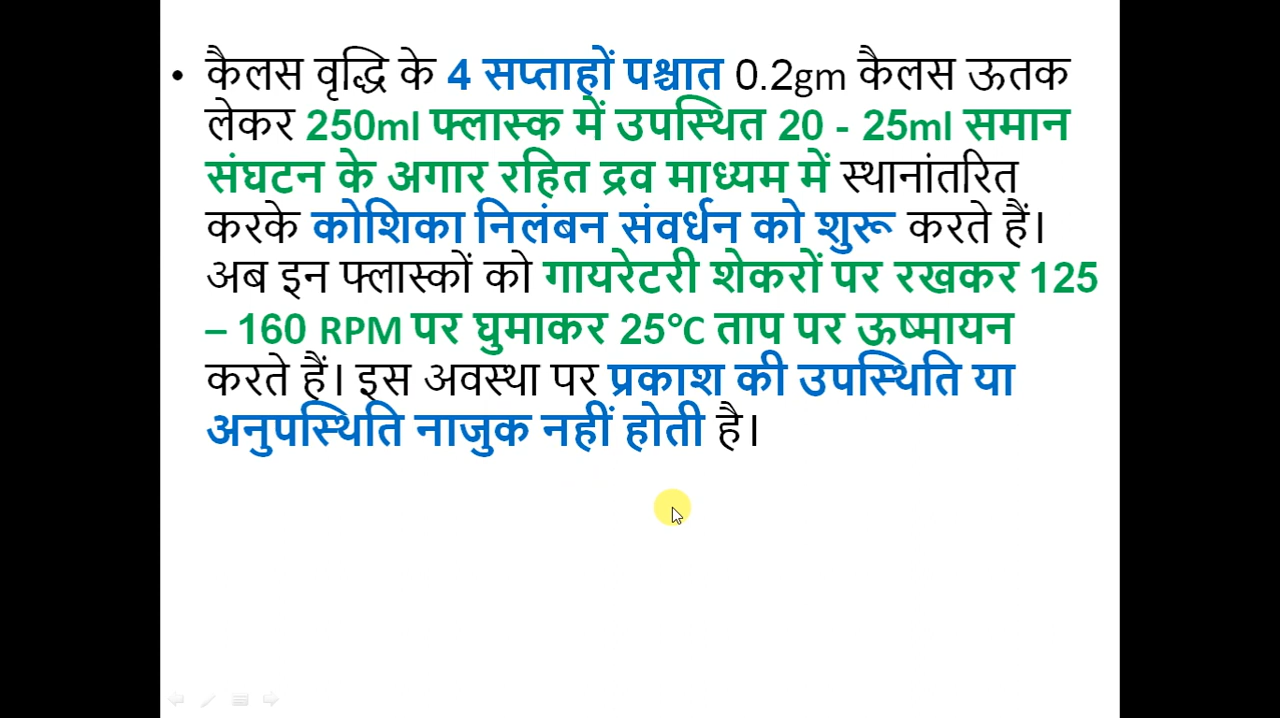 • कैलस वृद्धि के 4 सप्ताहों पश्चात 0.2gm कैलस ऊतक
लेकर 250ml फ्लास्क में उपस्थित 20 - 25ml समान
संघटन के अगार रहित द्रव माध्यम में स्थानांतरित
करके कोशिका निलंबन संवर्धन को शुरू करते हैं।
अब इन फ्लास्कों को गायरेटरी शेकरों पर रखकर 125
– 160 RPM पर घुमाकर 25°C ताप पर ऊष्मायन
करते हैं। इस अवस्था पर प्रकाश की उपस्थिति या
अनुपस्थिति नाजुक नहीं होती है।